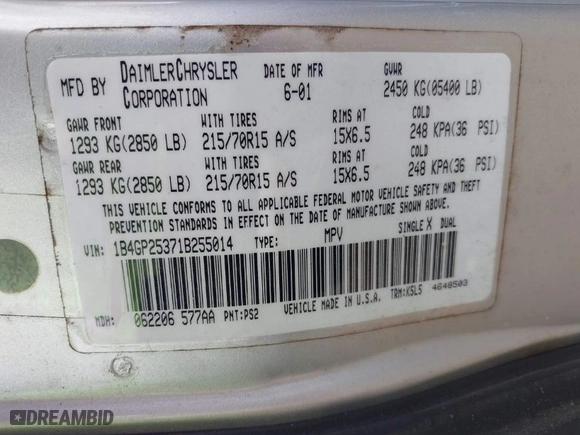 MFD BY DAIMLERCHRYSLER CORPORATION DATE OF MFR 6-01 GVWR 2450 KG(05400 LB)
GAWR FRONT WITH TIRES RIMS AT COLD
1293 KG(2850 LB) 215/70R15 A/S 15X6.5 248 KPA(36 PSI)
GAWR REAR WITH TIRES RIMS AT COLD
1293 KG(2850 LB) 215/70R15 A/S 15X6.5 248 KPA(36 PSI)
THIS VEHICLE CONFORMS TO ALL APPLICABLE FEDERAL MOTOR VEHICLE SAFETY AND THEFT
PREVENTION STANDARDS IN EFFECT ON THE DATE OF MANUFACTURE SHOWN ABOVE.
VIN: 1B4GP25371B255014 TYPE: MPV SINGLE X DUAL
MDH: 062206 577AA PNT:PS2 VEHICLE MADE IN U.S.A. TRM:K5L5 4648503
DREAMBID